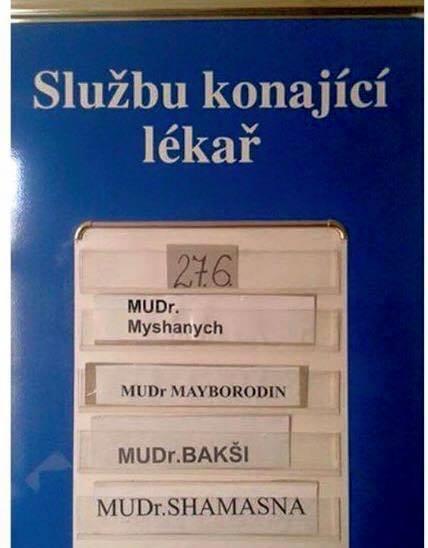 Službu konající
lékař
27.6.
MUDr.
Myshanych
MUDr MAYBORODIN
MUDr.BAKŠI
MUDr.SHAMASNA